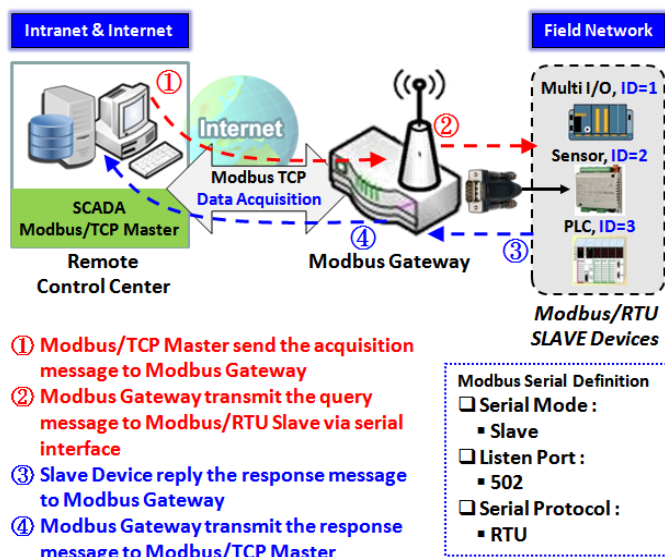 Intranet & Internet
Field Network
①
②
Multi I/O, ID=1
Internet
Sensor, ID=2
Modbus TCP
Data Acquisition
SCADA
Modbus/TCP Master
④
③
PLC, ID=3
Remote
Control Center
Modbus Gateway
Modbus/RTU
SLAVE Devices
① Modbus/TCP Master send the acquisition
message to Modbus Gateway
② Modbus Gateway transmit the query
message to Modbus/RTU Slave via serial
interface
③ Slave Device reply the response message
to Modbus Gateway
④ Modbus Gateway transmit the response
message to Modbus/TCP Master
Modbus Serial Definition
❑ Serial Mode :
▪ Slave
❑ Listen Port :
▪ 502
❑ Serial Protocol :
▪ RTU